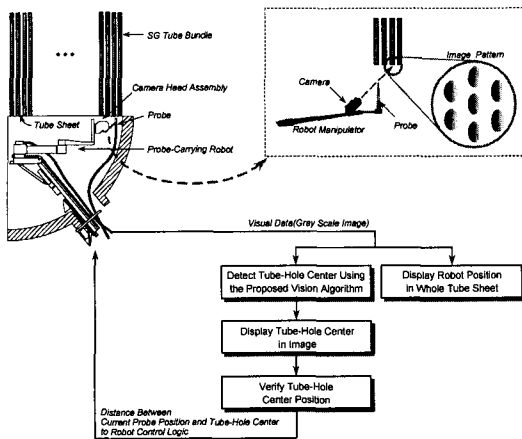 SG Tube Bundle
Camera Heed Assembly
Probe
Tube Sheet
Probe-Carrying Robot
Image Pattern
Camera
Robot Manipulator
Probe
Visual Data(Gray Scale Image)
Detect Tube-Hole Center Using
the Proposed Vision Algorithm
Display Robot Position
in Whole Tube Sheet
Display Tube-Hole Center
in Image
Verify Tube-Hole
Center Position
Distance Between
Current Probe Position and Tube-Hole Center
to Robot Control Logic